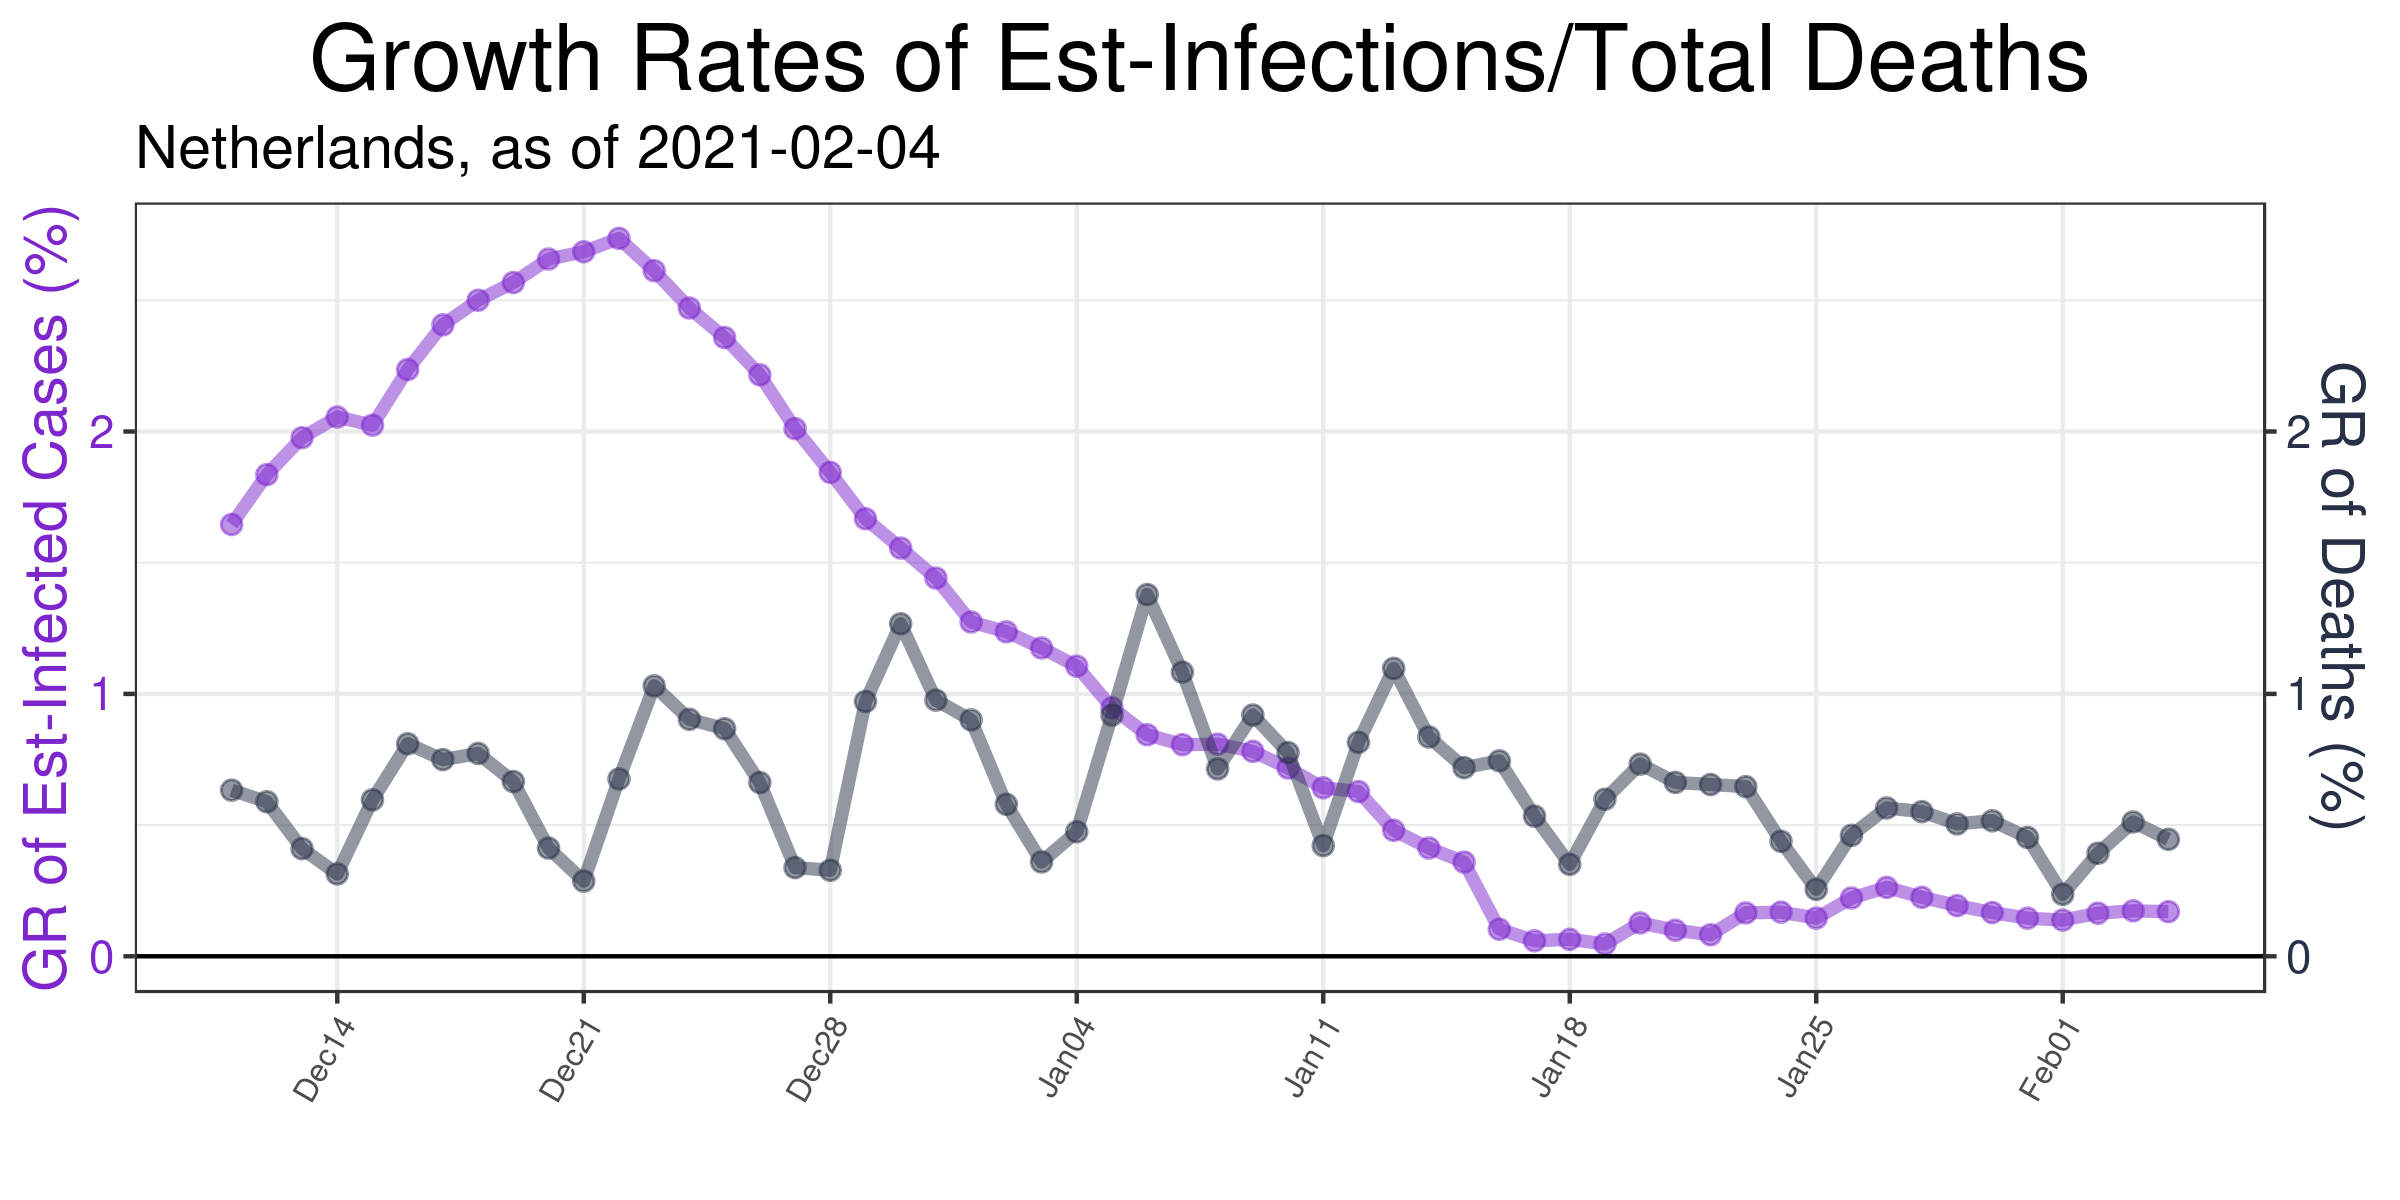 Growth Rates of Est-Infections/Total Deaths
Netherlands, as of 2021-02-04
GR of Est-Infected Cases (%)
2
1
0
GR of Deaths (%)
2
1
0
Dec14
Dec21
Dec28
Jan04
Jan11
Jan18
Jan25
Feb01